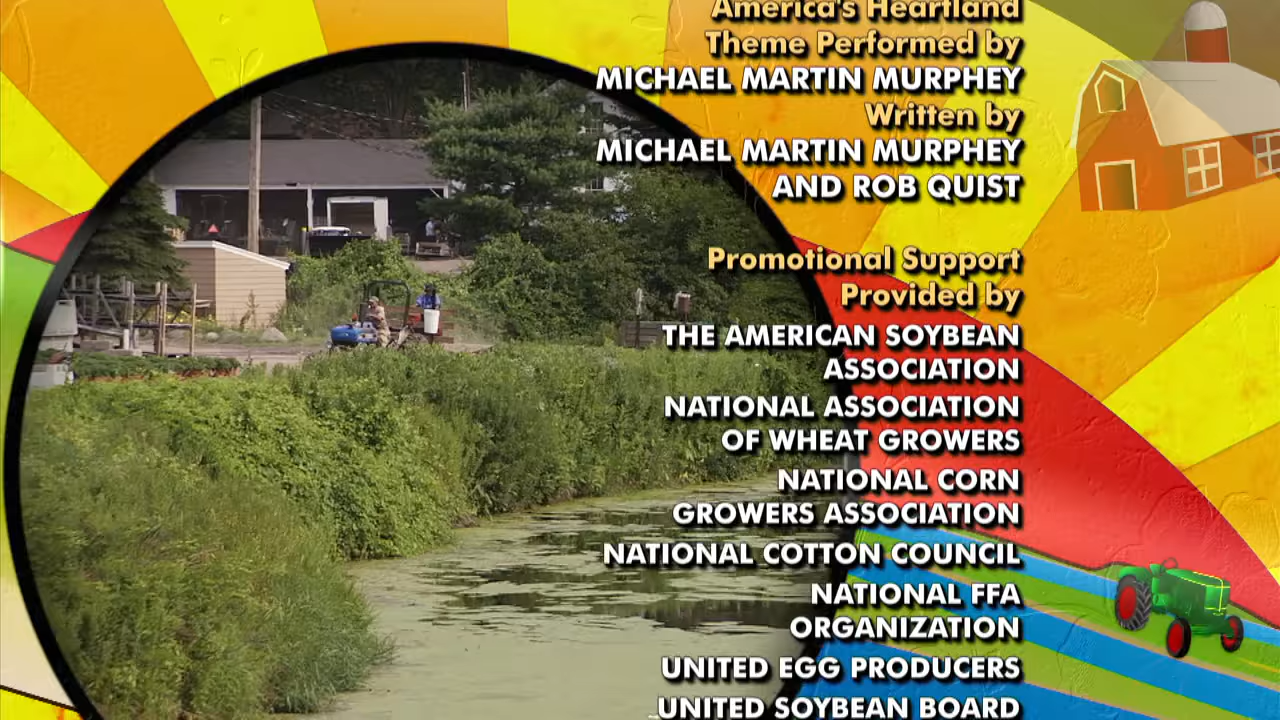 America's Heartland
Theme Performed by
MICHAEL MARTIN MURPHEY
Written by
MICHAEL MARTIN MURPHEY
AND ROB QUIST
Promotional Support
Provided by
THE AMERICAN SOYBEAN
ASSOCIATION
NATIONAL ASSOCIATION
OF WHEAT GROWERS
NATIONAL CORN
GROWERS ASSOCIATION
NATIONAL COTTON COUNCIL
NATIONAL FFA
ORGANIZATION
UNITED EGG PRODUCERS
UNITED SOYBEAN BOARD